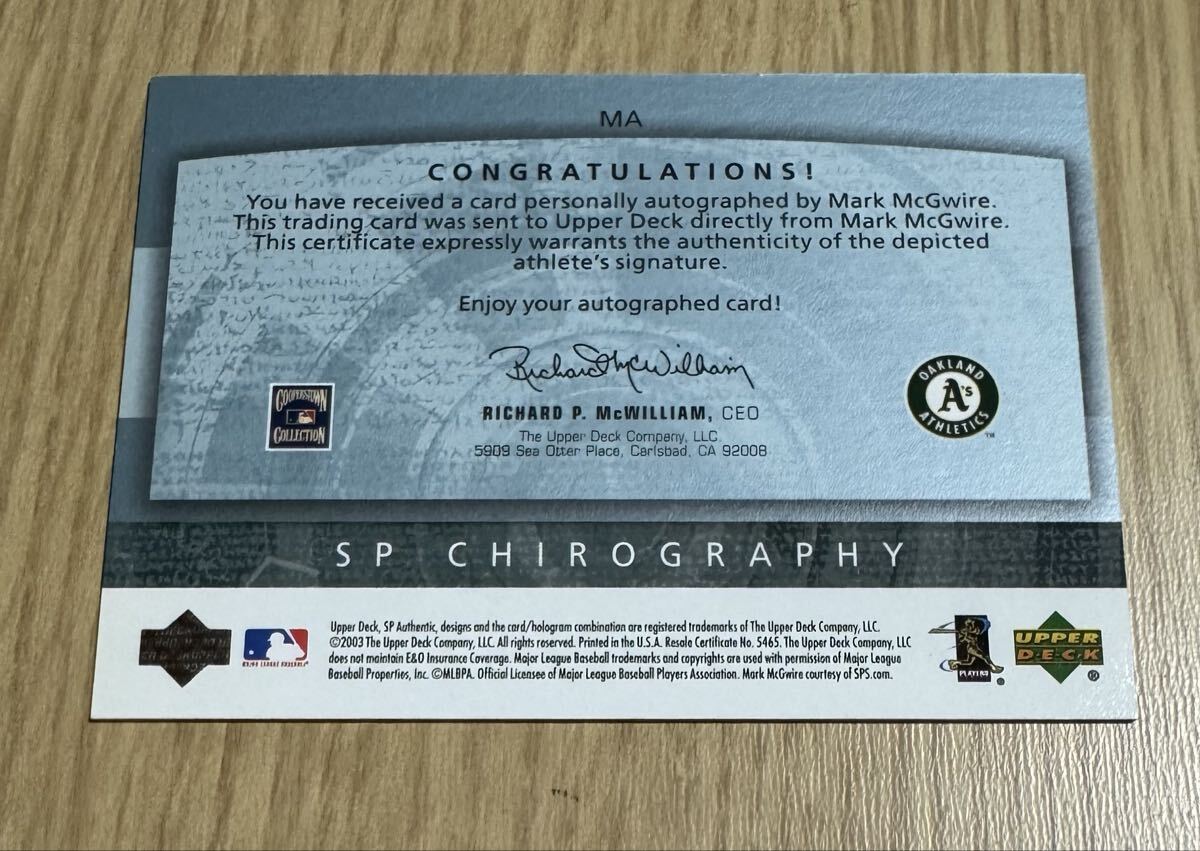 MA
CONGRATULATIONS!
You have received a card personally autographed by Mark McGwire.
This trading card was sent to Upper Deck directly from Mark McGwire.
This certificate expressly warrants the authenticity of the depicted
athlete's signature.
Enjoy your autographed card!
Richard McWilliam
COOPERSTOWN
COLLECTION
RICHARD P. McWILLIAM, CEO
The Upper Deck Company, LLC
5909 Sea Otter Place, Carlsbad, CA 92008
OAKLAND
A's
ATHLETICS
TM
SP CHIROGRAPHY
Upper Deck, SP Authentic, designs and the card/hologram combination are registered trademarks of The Upper Deck Company, LLC.
©2003 The Upper Deck Company, LLC. All rights reserved. Printed in the U.S.A. Resale Certificate No. 5465. The Upper Deck Company, LLC
does not maintain E&O Insurance Coverage. Major League Baseball trademarks and copyrights are used with permission of Major League
Baseball Properties, Inc. ©MLBPA. Official Licensee of Major League Baseball Players Association. Mark McGwire courtesy of SPS.com.
MAJOR LEAGUE BASEBALL
PLAYERS
UPPER
DECK
®